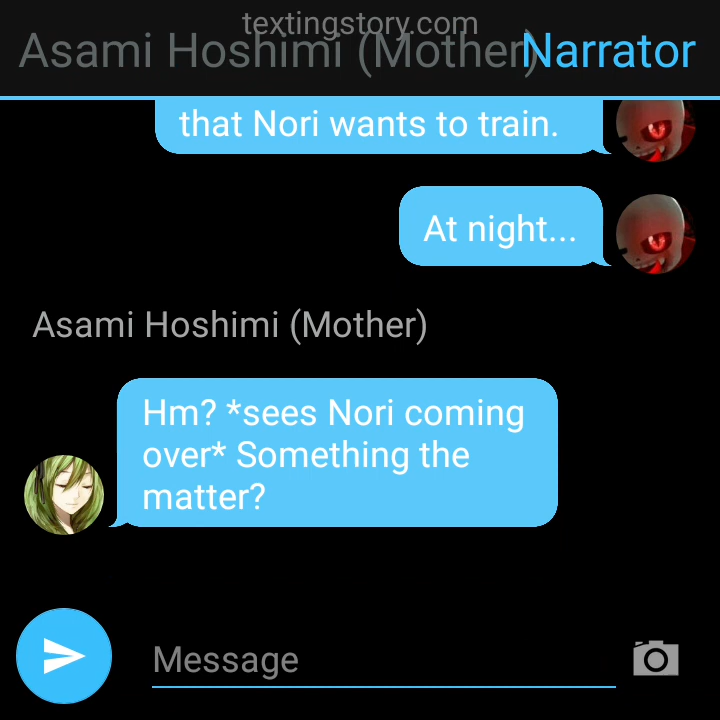 textingstory.com
Asami Hoshimi (Mother)
Narrator
that Nori wants to train.
At night...
Asami Hoshimi (Mother)
Hm? *sees Nori coming
over* Something the
matter?
Message